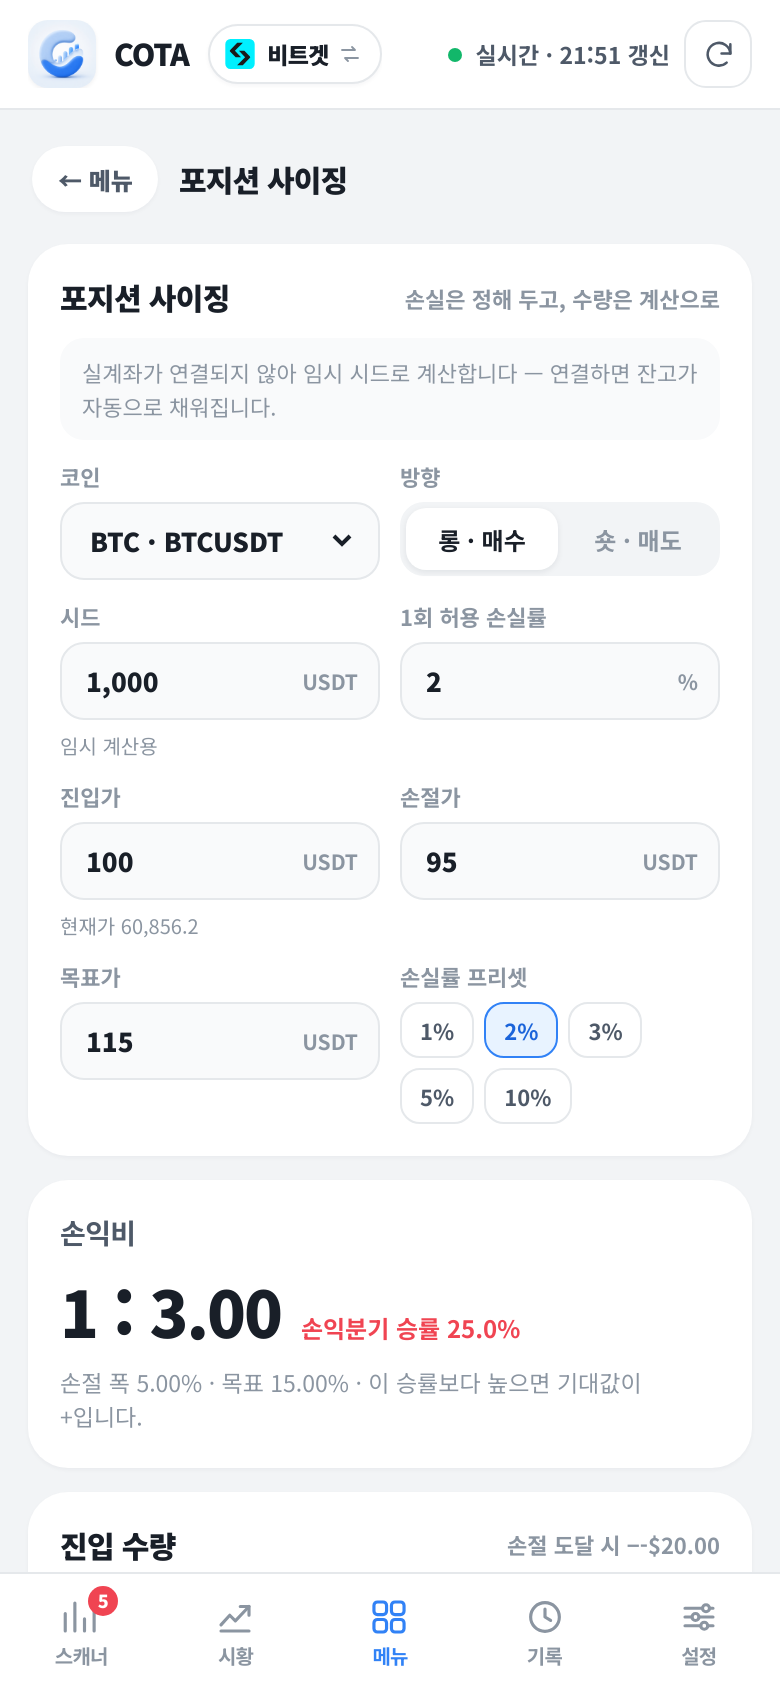 COTA
비트겟
실시간 · 21:51 갱신
← 메뉴
포지션 사이징
포지션 사이징
손실은 정해 두고, 수량은 계산으로
실계좌가 연결되지 않아 임시 시드로 계산합니다 — 연결하면 잔고가
자동으로 채워집니다.
코인
방향
BTC · BTCUSDT
롱 · 매수
숏 · 매도
시드
1회 허용 손실률
1,000 USDT
2 %
임시 계산용
진입가
손절가
100 USDT
95 USDT
현재가 60,856.2
목표가
손실률 프리셋
115 USDT
1% 2% 3%
5% 10%
손익비
1 : 3.00 손익분기 승률 25.0%
손절 폭 5.00% · 목표 15.00% · 이 승률보다 높으면 기대값이
+입니다.
진입 수량
손절 도달 시 −-$20.00
5
스캐너
시황
메뉴
기록
설정